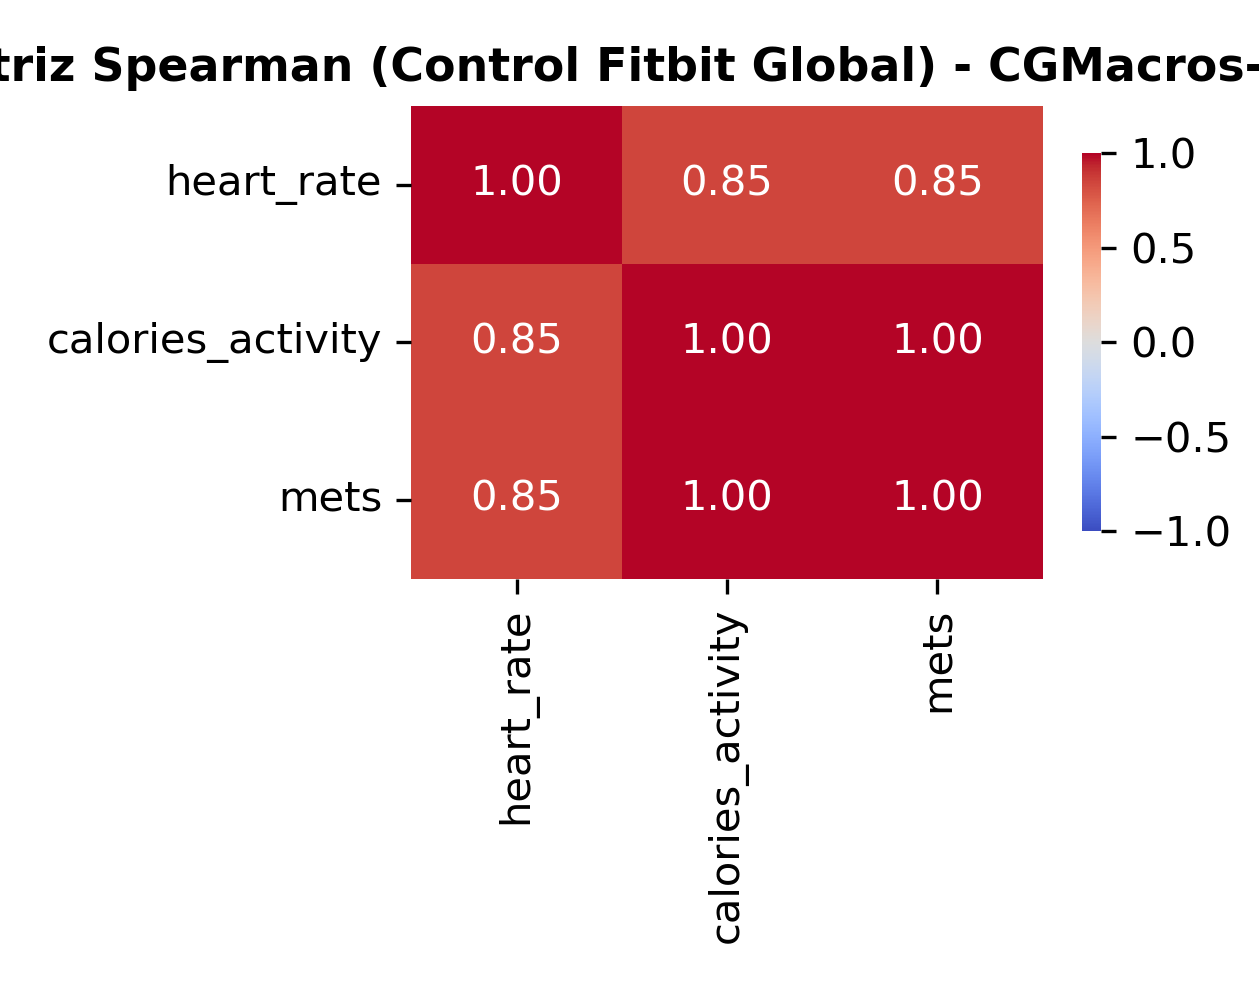 triz Spearman (Control Fitbit Global) - CGMacros-
heart_rate 1.00 0.85 0.85
calories_activity 0.85 1.00 1.00
mets 0.85 1.00 1.00
1.0
0.5
0.0
−0.5
−1.0
heart_rate
calories_activity
mets